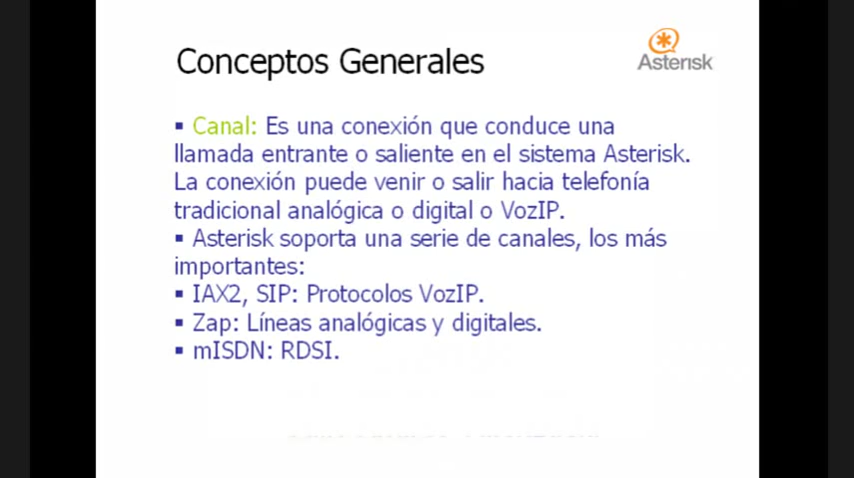 Conceptos Generales
Asterisk
▪ Canal: Es una conexión que conduce una
llamada entrante o saliente en el sistema Asterisk.
La conexión puede venir o salir hacia telefonía
tradicional analógica o digital o VozIP.
▪ Asterisk soporta una serie de canales, los más
importantes:
▪ IAX2, SIP: Protocolos VozIP.
▪ Zap: Líneas analógicas y digitales.
▪ mISDN: RDSI.